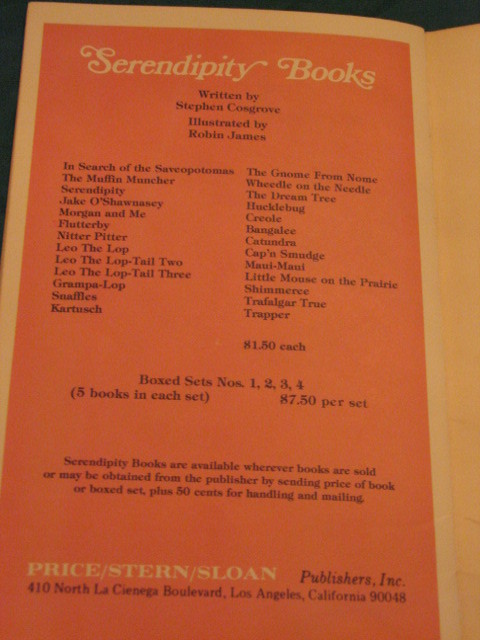 Serendipity Books
Written by
Stephen Cosgrove
Illustrated by
Robin James
In Search of the Saveopotomas
The Muffin Muncher
Serendipity
Jake O'Shawnasey
Morgan and Me
Flutterby
Nitter Pitter
Leo The Lop
Leo The Lop-Tail Two
Leo The Lop-Tail Three
Grampa-Lop
Snaffles
Kartusch
The Gnome From Nome
Wheedle on the Needle
The Dream Tree
Hucklebug
Creole
Bangalee
Catundra
Cap'n Smudge
Maui-Maui
Little Mouse on the Prairie
Shimmeree
Trafalgar True
Trapper
$1.50 each
Boxed Sets Nos. 1, 2, 3, 4
(5 books in each set) $7.50 per set
Serendipity Books are available wherever books are sold
or may be obtained from the publisher by sending price of book
or boxed set, plus 50 cents for handling and mailing.
PRICE/STERN/SLOAN Publishers, Inc.
410 North La Cienega Boulevard, Los Angeles, California 90048